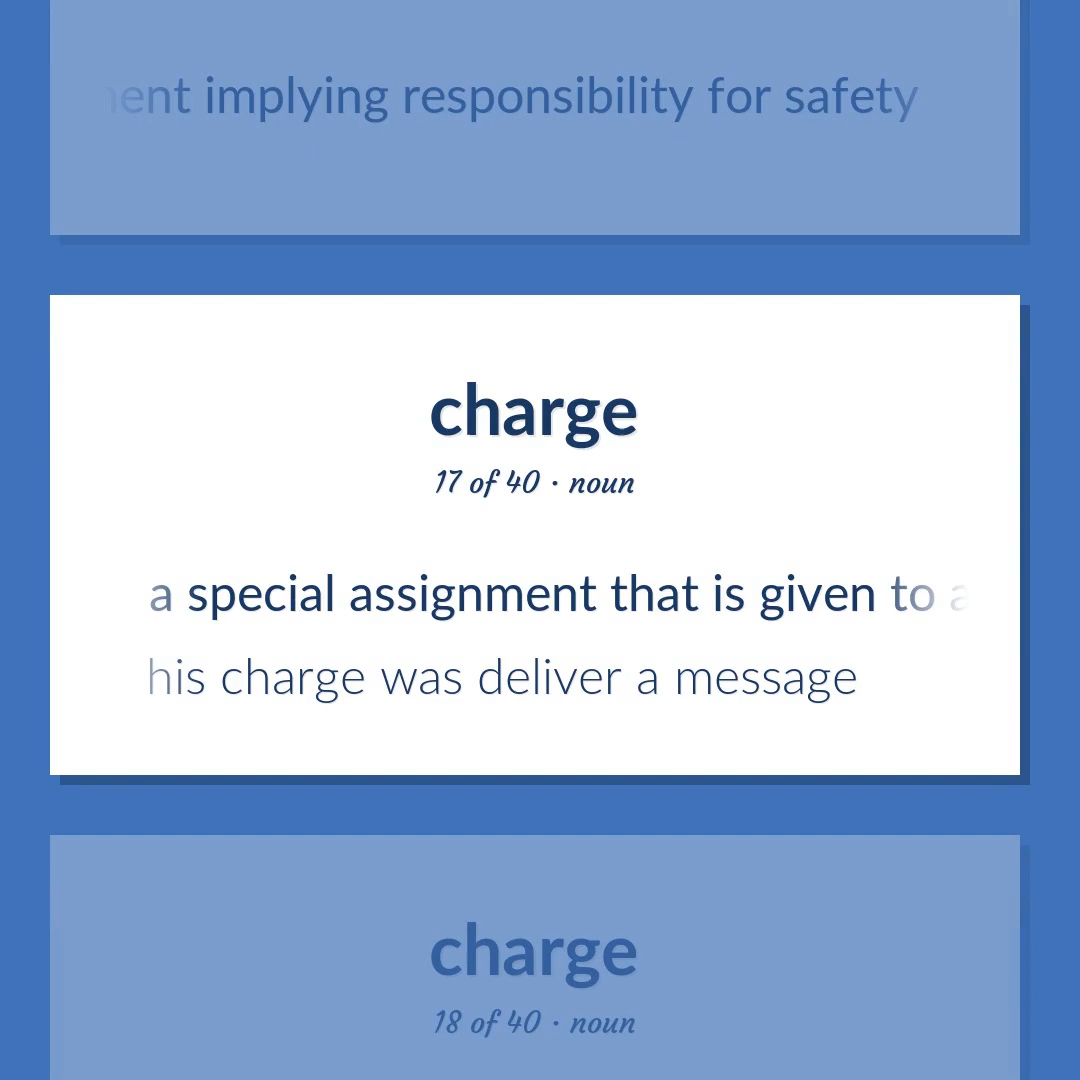 implying responsibility for safety
charge
17 of 40 · noun
a special assignment that is given to
his charge was deliver a message
charge
18 of 40 · noun